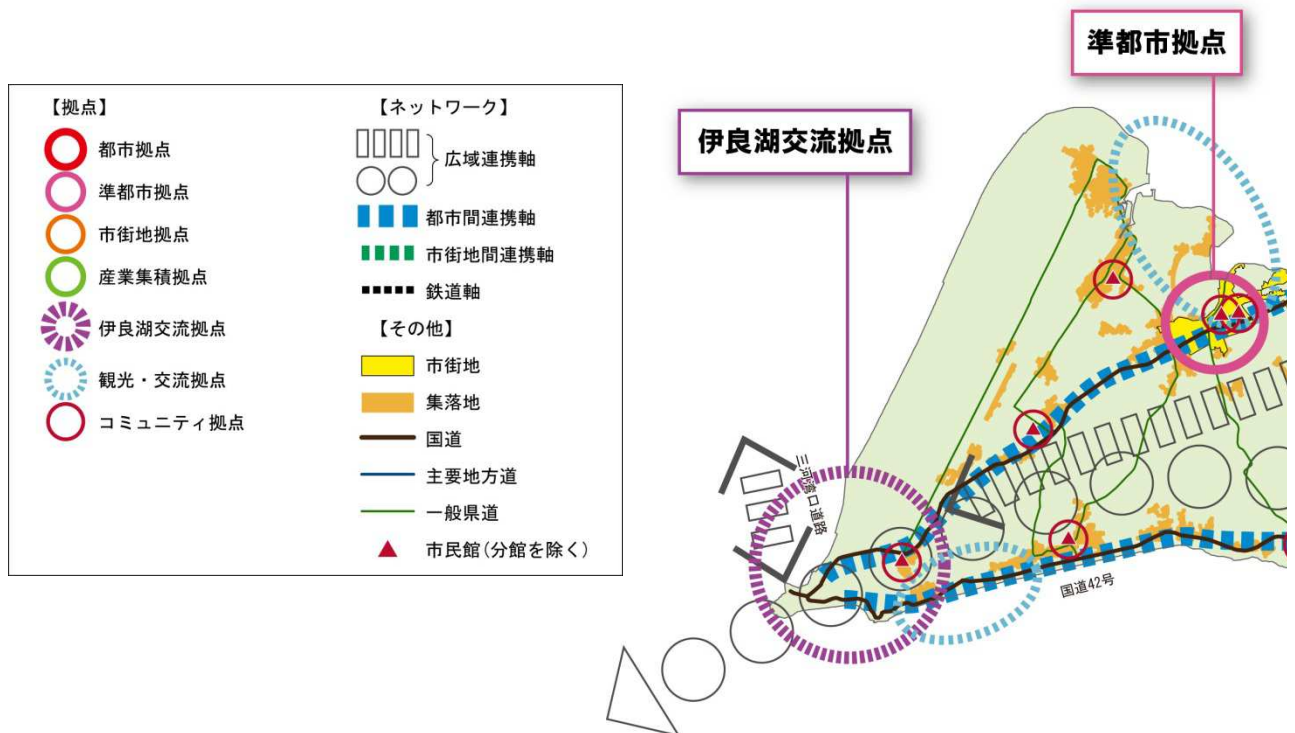 準都市拠点
伊良湖交流拠点
【拠点】
都市拠点
準都市拠点
市街地拠点
産業集積拠点
伊良湖交流拠点
観光・交流拠点
コミュニティ拠点
【ネットワーク】
広域連携軸
都市間連携軸
市街地間連携軸
鉄道軸
【その他】
市街地
集落地
国道
主要地方道
一般県道
市民館(分館を除く)
三河湾口道路
国道42号